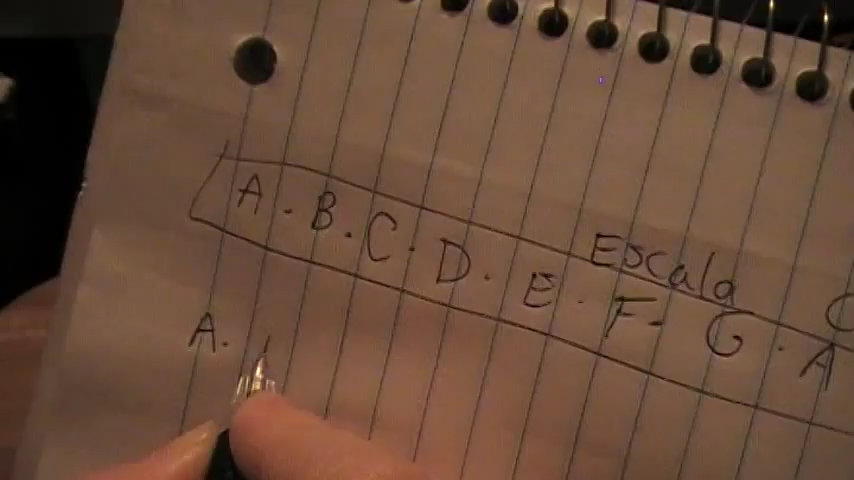 Escala
A . B . C . D . E . F - G . A
A .